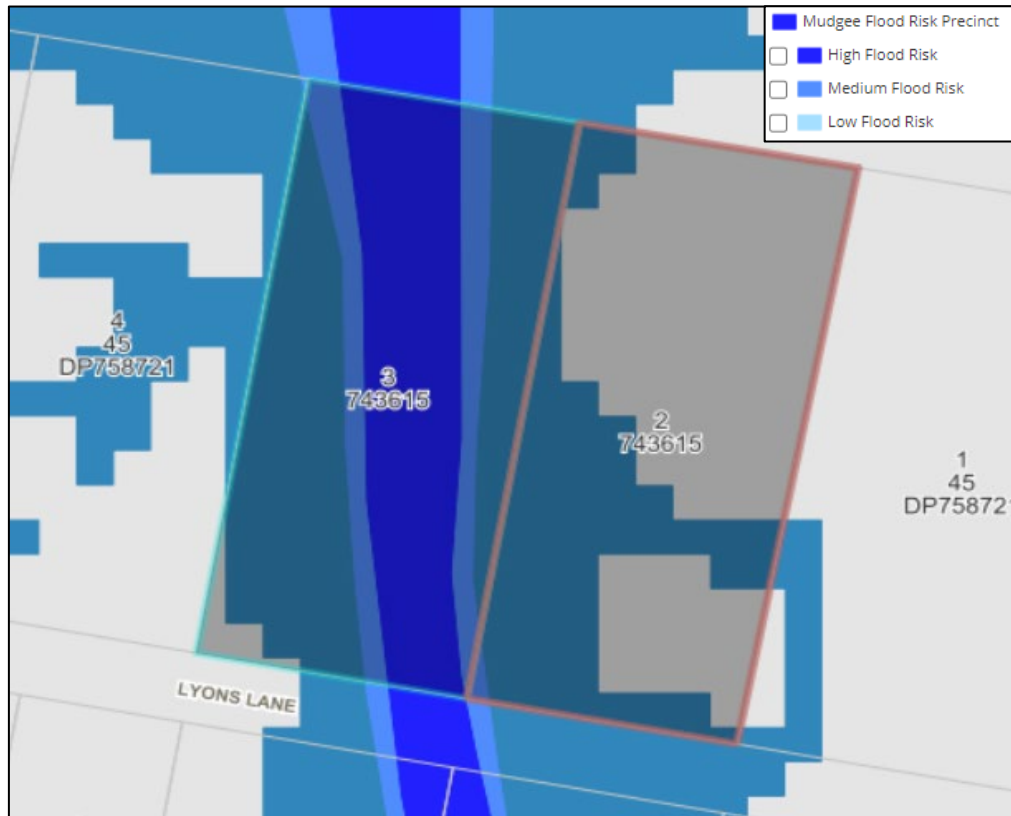 Mudgee Flood Risk Precinct
High Flood Risk
Medium Flood Risk
Low Flood Risk
4
45
DP758721
3
743615
2
743615
1
45
DP758721
LYONS LANE